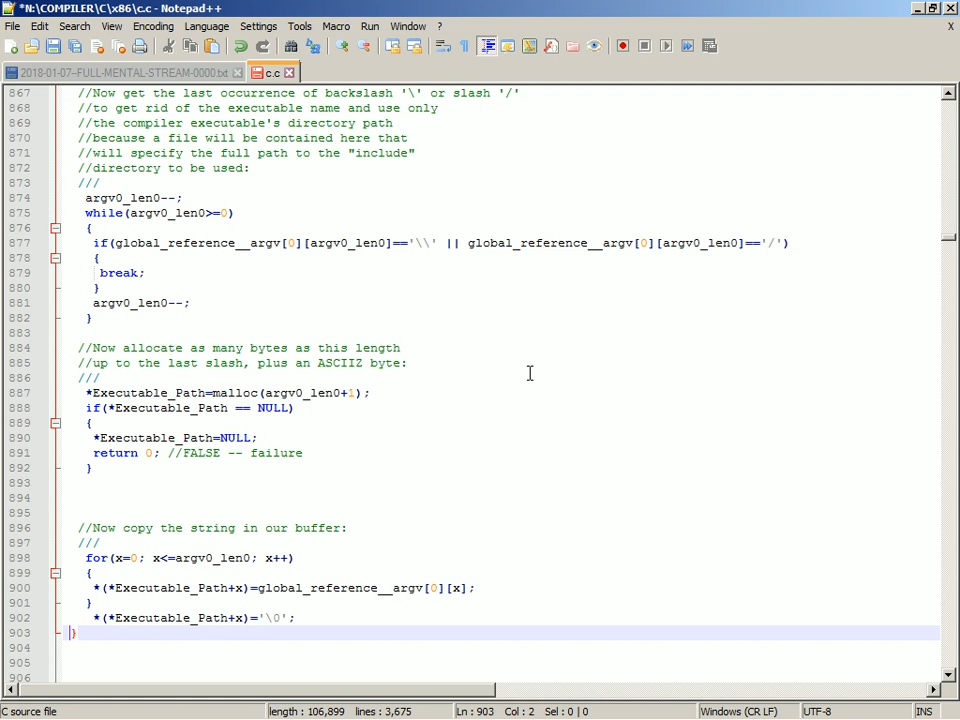 *N:\COMPILER\C\x86\c.c - Notepad++
File Edit Search View Encoding Language Settings Tools Macro Run Window ? X
2018-01-07--FULL-MENTAL-STREAM-0000.txt c.c
867 //Now get the last occurrence of backslash '\' or slash '/'
868 //to get rid of the executable name and use only
869 //the compiler executable's directory path
870 //because a file will be contained here that
871 //will specify the full path to the "include"
872 //directory to be used:
873 ///
874 argv0_len0--;
875 while(argv0_len0>=0)
876 {
877 if(global_reference__argv[0][argv0_len0]=='\\' || global_reference__argv[0][argv0_len0]=='/')
878 {
879 break;
880 }
881 argv0_len0--;
882 }
883
884 //Now allocate as many bytes as this length
885 //up to the last slash, plus an ASCIIZ byte:
886 ///
887 *Executable_Path=malloc(argv0_len0+1);
888 if(*Executable_Path == NULL)
889 {
890 *Executable_Path=NULL;
891 return 0; //FALSE -- failure
892 }
893
894
895
896 //Now copy the string in our buffer:
897 ///
898 for(x=0; x<=argv0_len0; x++)
899 {
900 *(*Executable_Path+x)=global_reference__argv[0][x];
901 }
902 *(*Executable_Path+x)='\0';
903 }
904
905
906
C source file length : 106,899 lines : 3,675 Ln : 903 Col : 2 Sel : 0 | 0 Windows (CR LF) UTF-8 INS